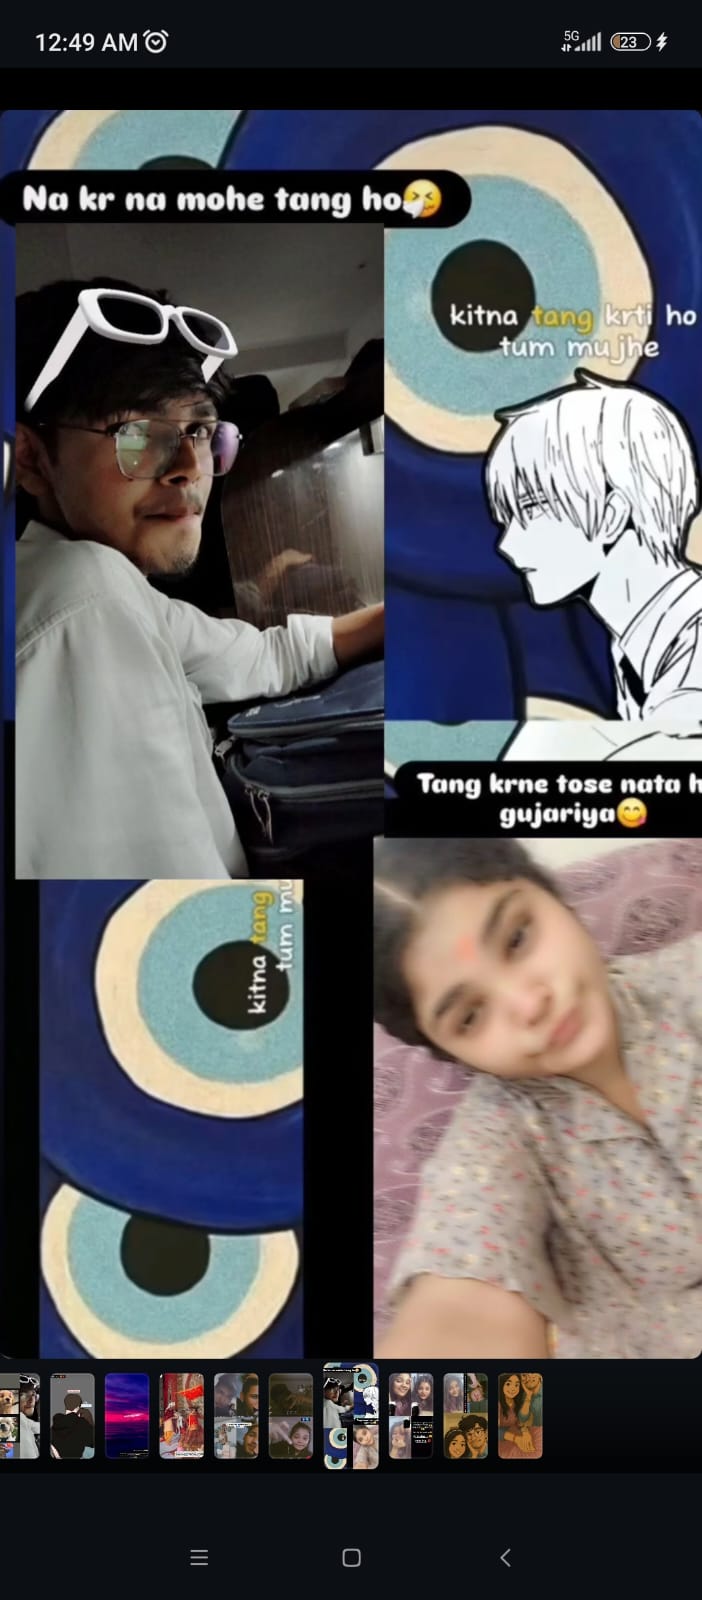 12:49 AM
5G
23
Na kr na mohe tang ho
kitna tang krti ho
tum mujhe
Tang krne tose nata h
gujariya
kitna tang
tum mu